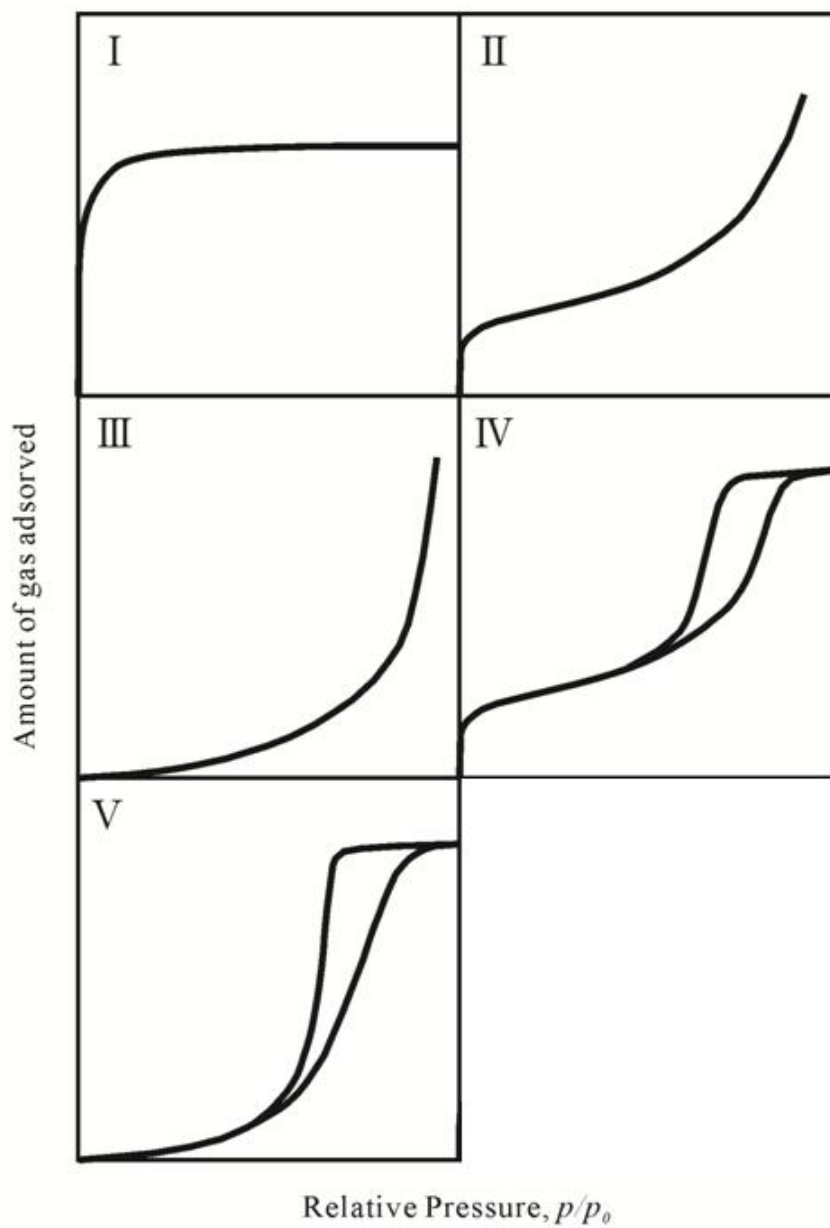 I
II
III
IV
V
Amount of gas adsorved
Relative Pressure, p/p₀